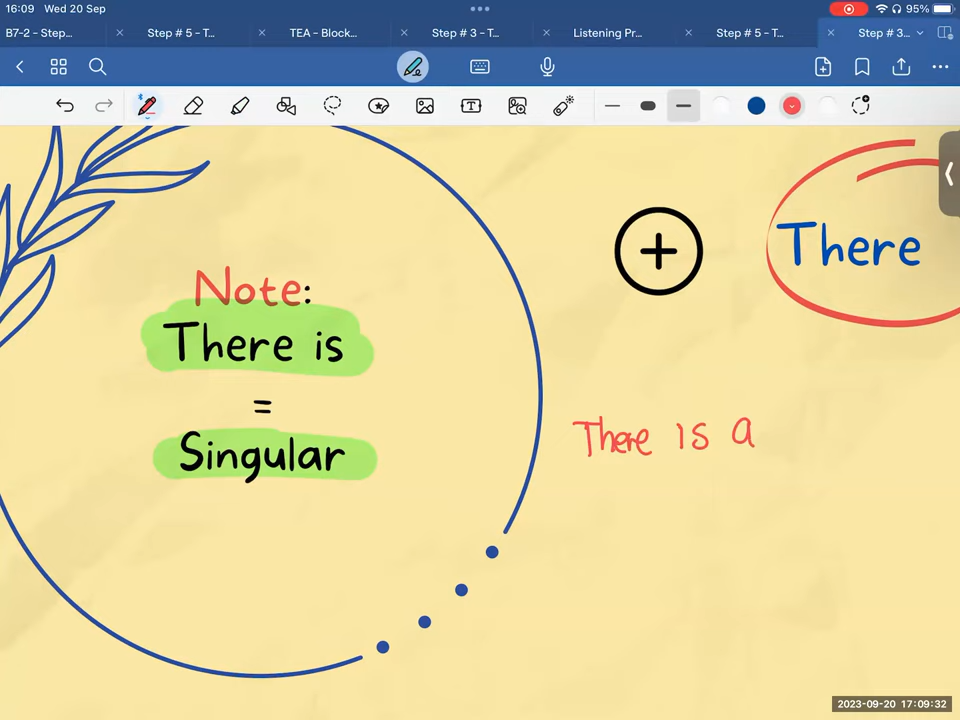 16:09 Wed 20 Sep
95%
B7-2 - Step...
Step # 5 - T...
TEA - Block...
Step # 3 - T...
Listening Pr...
Step # 5 - T...
Step # 3...
T
There
Note:
There is
=
Singular
There is a
2023-09-20 17:09:32